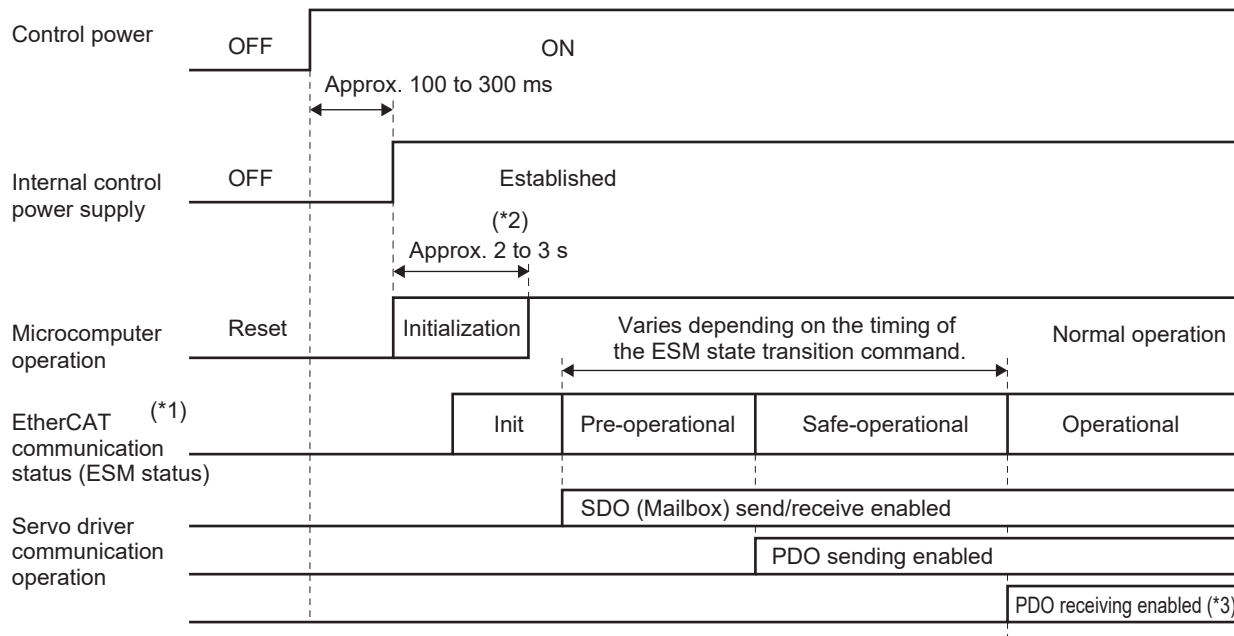 Control power
OFF
ON
Approx. 100 to 300 ms
Internal control
power supply
OFF
Established
(*2)
Approx. 2 to 3 s
Microcomputer
operation
Reset
Initialization
Varies depending on the timing of
the ESM state transition command.
Normal operation
EtherCAT (*1)
communication
status (ESM status)
Init
Pre-operational
Safe-operational
Operational
Servo driver
communication
operation
SDO (Mailbox) send/receive enabled
PDO sending enabled
PDO receiving enabled (*3)